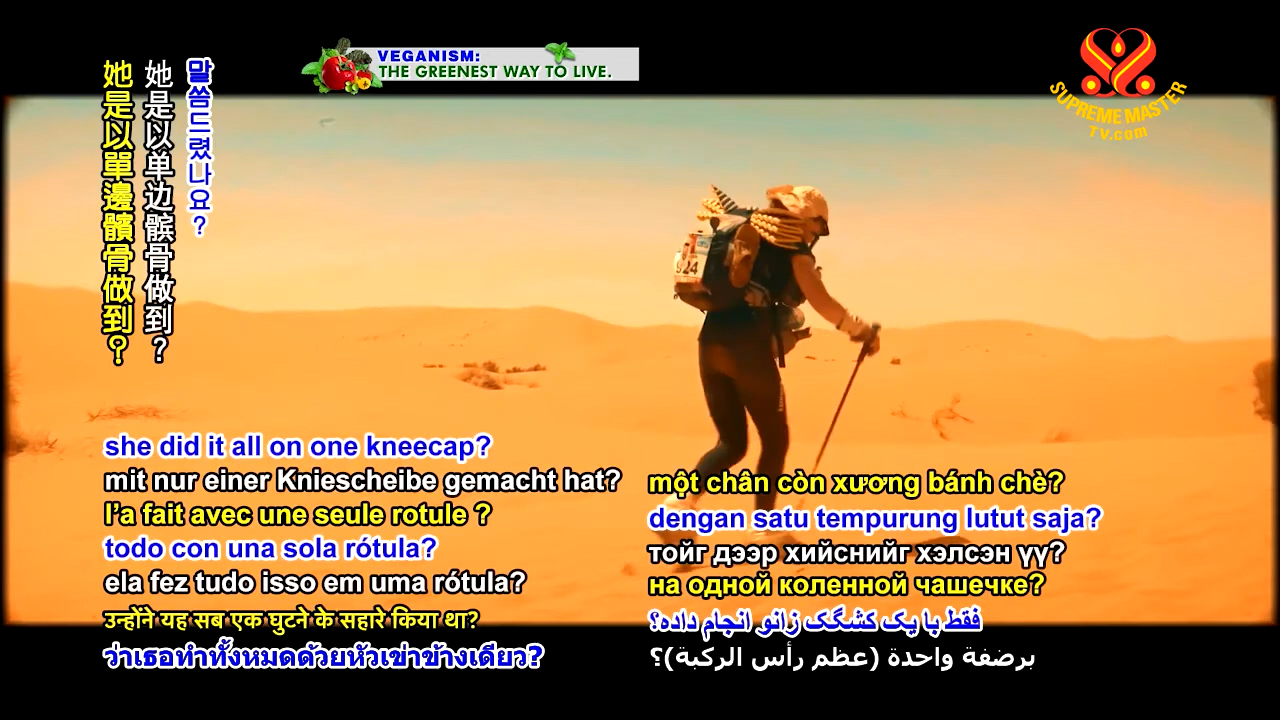 VEGANISM:
THE GREENEST WAY TO LIVE.
SUPREME MASTER
TV.com
말씀드렸나요?
她是以单边髌骨做到?
她是以單邊髕骨做到?
924
she did it all on one kneecap?
mit nur einer Kniescheibe gemacht hat?
l’a fait avec une seule rotule ?
todo con una sola rótula?
ela fez tudo isso em uma rótula?
उन्होंने यह सब एक घुटने के सहारे किया था?
ว่าเธอทำทั้งหมดด้วยหัวเข่าข้างเดียว?
một chân còn xương bánh chè?
dengan satu tempurung lutut saja?
тойг дээр хийснийг хэлсэн үү?
на одной коленной чашечке?
فقط با یک کشگک زانو انجام داده؟
برضفة واحدة (عظم رأس الركبة)؟